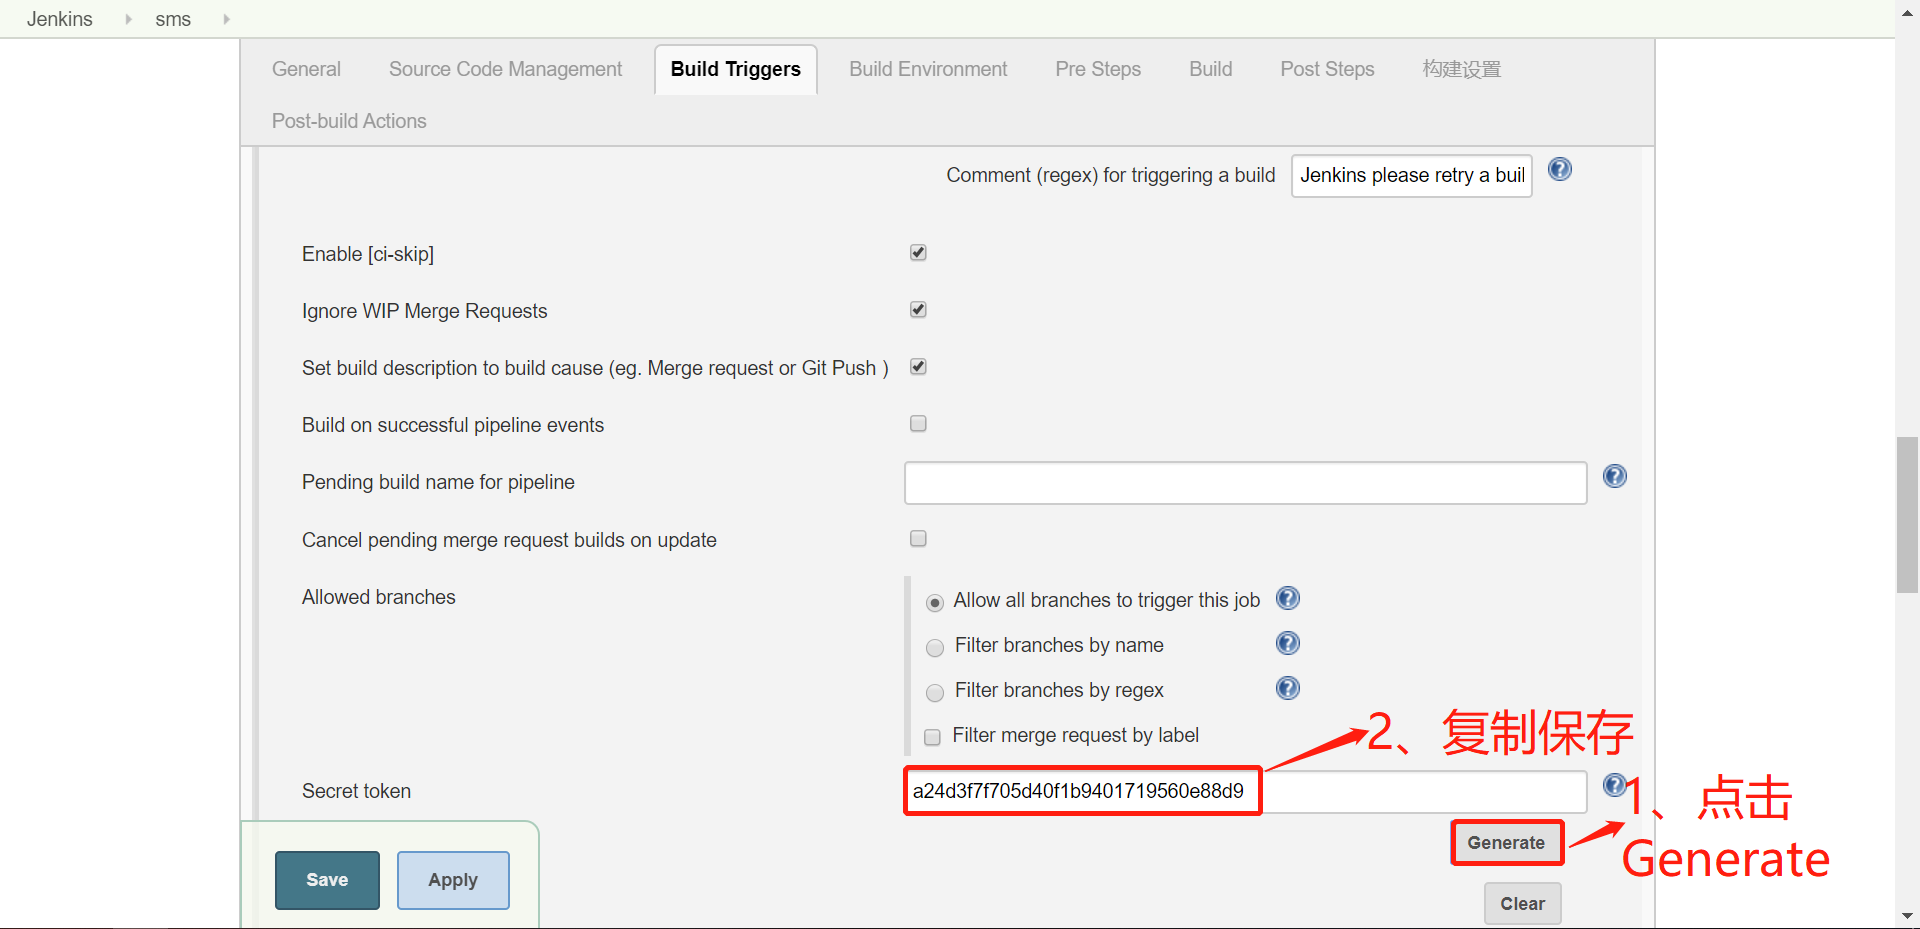 Jenkins sms
General Source Code Management Build Triggers Build Environment Pre Steps Build Post Steps 构建设置
Post-build Actions
Comment (regex) for triggering a build Jenkins please retry a buil
Enable [ci-skip]
Ignore WIP Merge Requests
Set build description to build cause (eg. Merge request or Git Push )
Build on successful pipeline events
Pending build name for pipeline
Cancel pending merge request builds on update
Allowed branches
Allow all branches to trigger this job
Filter branches by name
Filter branches by regex
Filter merge request by label
2、复制保存
Secret token a24d3f7f705d40f1b9401719560e88d9
1、点击
Generate
Generate
Save Apply
Clear